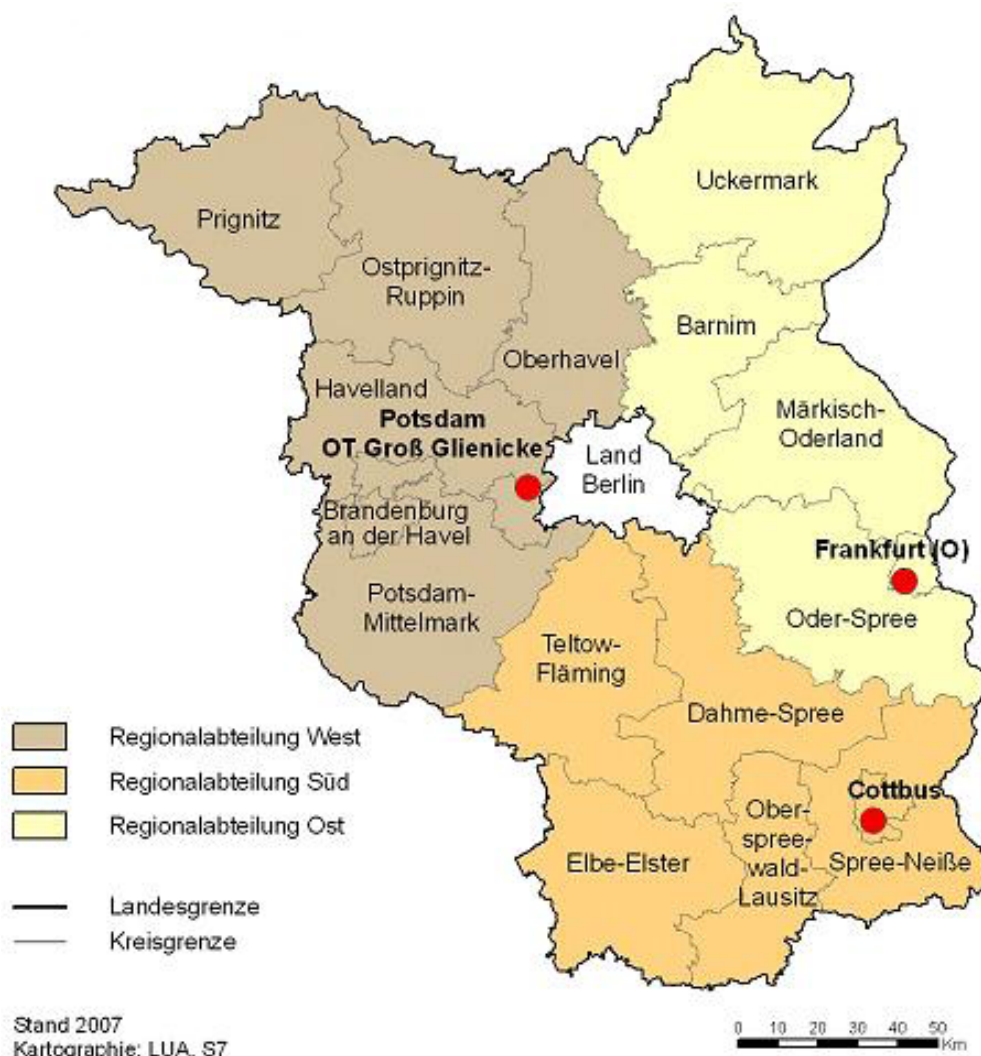 Uckermark
Prignitz
Ostprignitz-
Ruppin
Barnim
Oberhavel
Havelland
Märkisch-
Oderland
Potsdam
OT Groß Glienicke
Land
Berlin
Brandenburg
an der Havel
Frankfurt (O)
Potsdam-
Mittelmark
Oder-Spree
Teltow-
Fläming
Dahme-Spree
Cottbus
Ober-
spree-
wald-
Lausitz
Elbe-Elster
Spree-Neiße
Regionalabteilung West
Regionalabteilung Süd
Regionalabteilung Ost
Landesgrenze
Kreisgrenze
Stand 2007
Kartographie: LUA, S7
0 10 20 30 40 50
Km